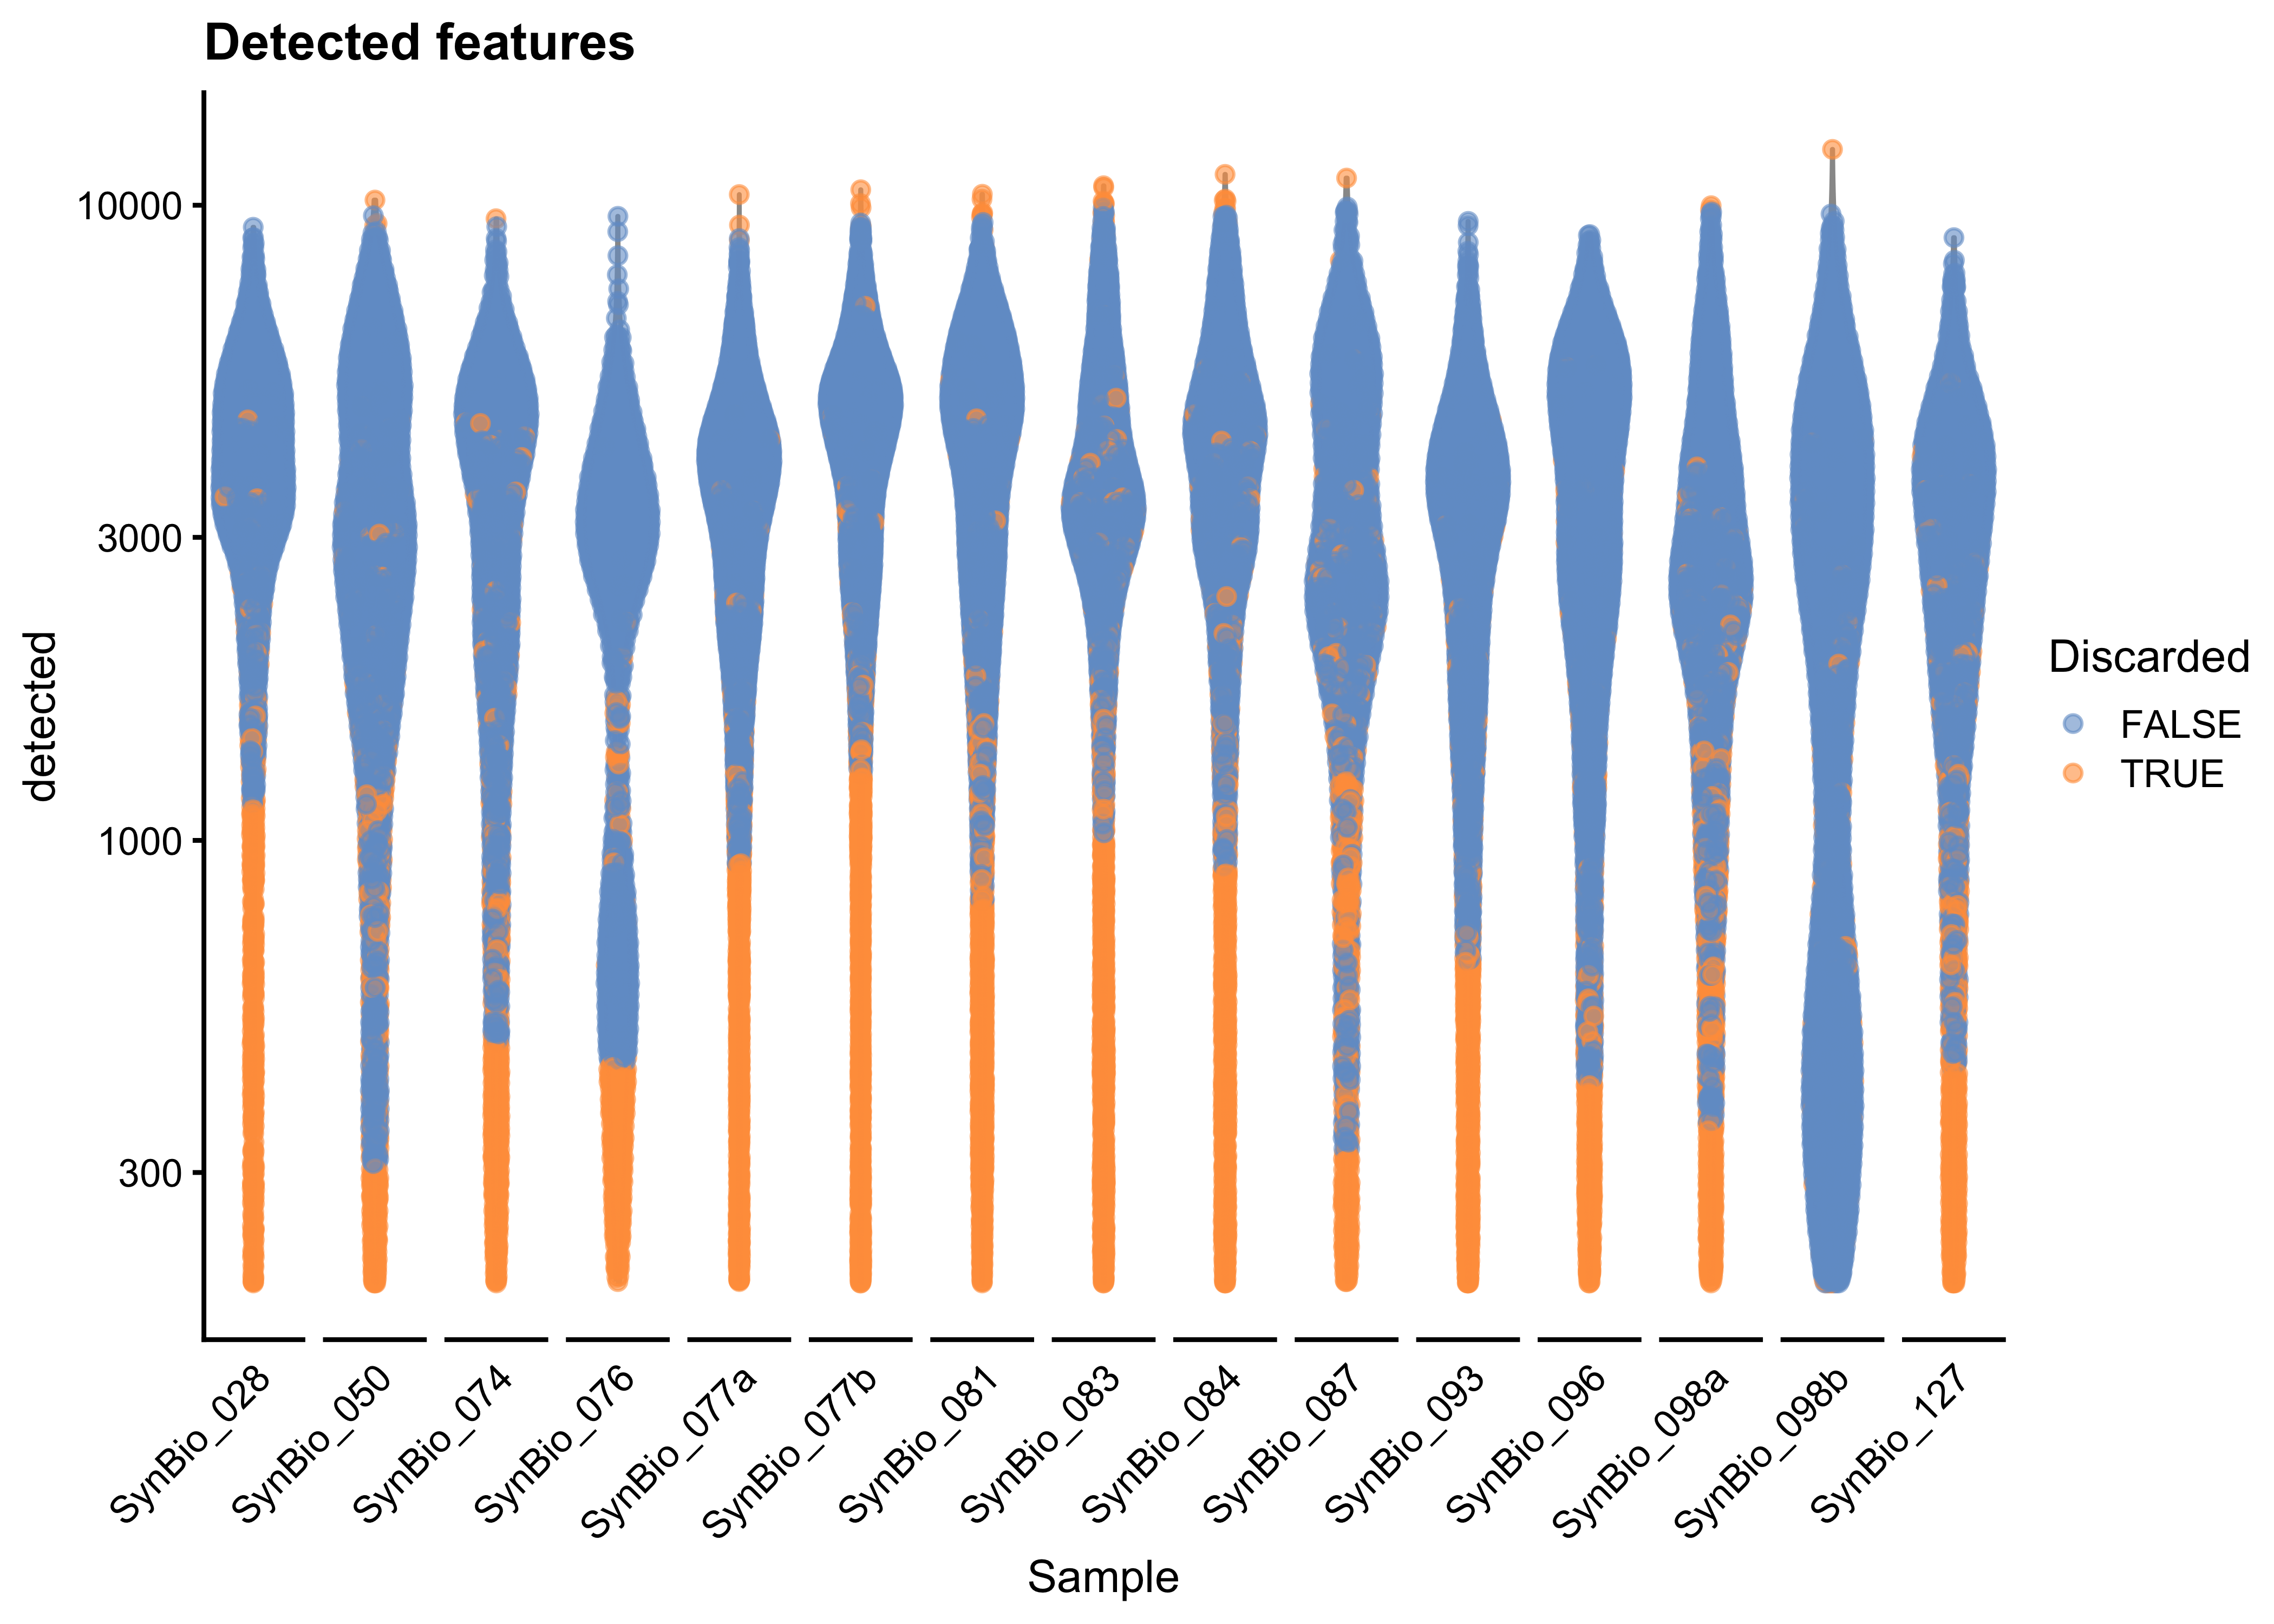 Detected features
10000
3000
1000
300
detected
SynBio_028
SynBio_050
SynBio_074
SynBio_076
SynBio_077a
SynBio_077b
SynBio_081
SynBio_083
SynBio_084
SynBio_087
SynBio_093
SynBio_096
SynBio_098a
SynBio_098b
SynBio_127
Sample
Discarded
FALSE
TRUE